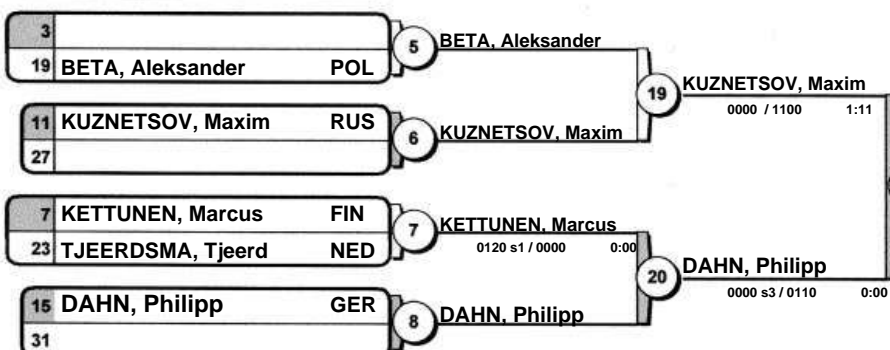 3
19 BETA, Aleksander POL
5
BETA, Aleksander
11 KUZNETSOV, Maxim RUS
27
6
KUZNETSOV, Maxim
19
KUZNETSOV, Maxim
0000 / 1100 1:11
7 KETTUNEN, Marcus FIN
23 TJEERDSMA, Tjeerd NED
7
KETTUNEN, Marcus
0120 s1 / 0000 0:00
15 DAHN, Philipp GER
31
8
DAHN, Philipp
20
DAHN, Philipp
0000 s3 / 0110 0:00